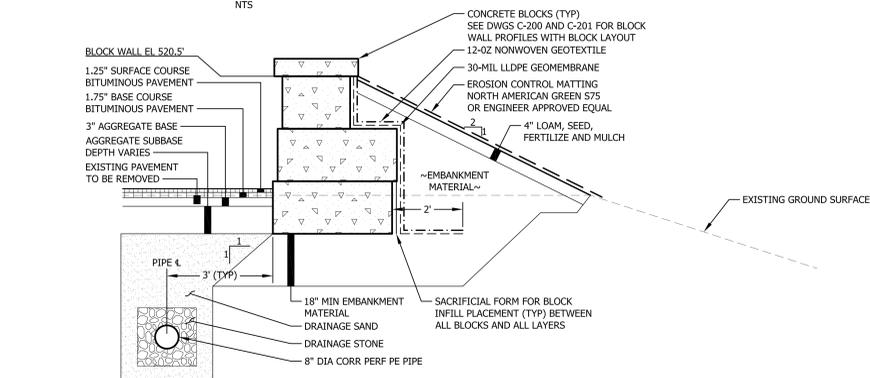 NTS
CONCRETE BLOCKS (TYP)
SEE DWGS C-200 AND C-201 FOR BLOCK
WALL PROFILES WITH BLOCK LAYOUT
12-0Z NONWOVEN GEOTEXTILE
30-MIL LLDPE GEOMEMBRANE
EROSION CONTROL MATTING
NORTH AMERICAN GREEN S75
OR ENGINEER APPROVED EQUAL
4" LOAM, SEED,
FERTILIZE AND MULCH
2
1
BLOCK WALL EL 520.5'
1.25" SURFACE COURSE
BITUMINOUS PAVEMENT
1.75" BASE COURSE
BITUMINOUS PAVEMENT
3" AGGREGATE BASE
AGGREGATE SUBBASE
DEPTH VARIES
EXISTING PAVEMENT
TO BE REMOVED
~EMBANKMENT
MATERIAL~
2'
EXISTING GROUND SURFACE
1
1
PIPE ℄
3' (TYP)
18" MIN EMBANKMENT
MATERIAL
DRAINAGE SAND
DRAINAGE STONE
8" DIA CORR PERF PE PIPE
SACRIFICIAL FORM FOR BLOCK
INFILL PLACEMENT (TYP) BETWEEN
ALL BLOCKS AND ALL LAYERS